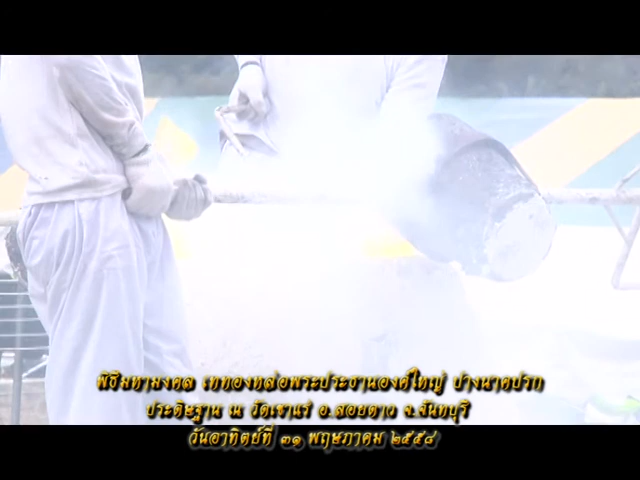 พิธีมหามงคล เททองหล่อพระประธานองค์ใหญ่ ปางนาคปรก
ประดิษฐาน ณ วัดเขาแร่ อ.สอยดาว จ.จันทบุรี
วันอาทิตย์ที่ ๓๑ พฤษภาคม ๒๕๕๘